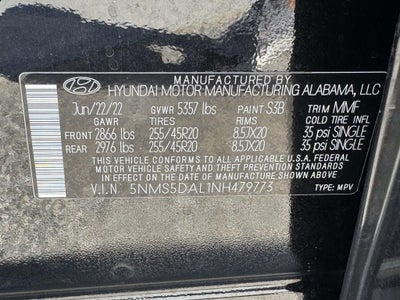 MANUFACTURED BY
HYUNDAI MOTOR MANUFACTURING ALABAMA, LLC
Jun/22/22 GVWR 5357 lbs PAINT S3B TRIM MMF
GAWR TIRES RIMS COLD TIRE INFL
FRONT 2866 lbs 255/45R20 8.5JX20 35 psi SINGLE
REAR 2976 lbs 255/45R20 8.5JX20 35 psi SINGLE
THIS VEHICLE CONFORMS TO ALL APPLICABLE U.S.A. FEDERAL
MOTOR VEHICLE SAFETY AND THEFT PREVENTION STANDARDS
IN EFFECT ON THE DATE OF MANUFACTURE SHOWN ABOVE.
V.I.N 5NMS5DAL1NH479773 TYPE: MPV